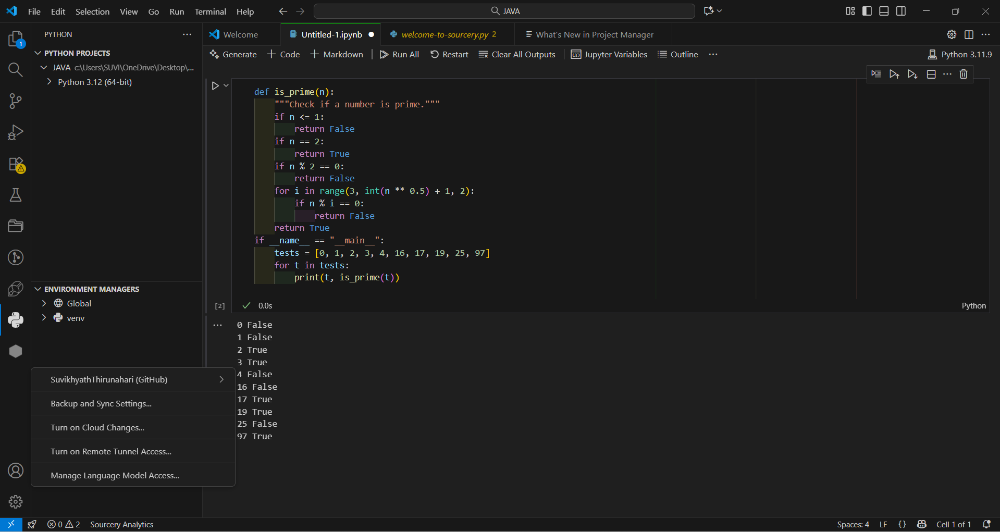 File Edit Selection View Go Run Terminal Help
JAVA
PYTHON
PYTHON PROJECTS
JAVA c:\Users\SUVI\OneDrive\Desktop\...
Python 3.12 (64-bit)
ENVIRONMENT MANAGERS
Global
venv
1
SuvikhyathThirunahari (GitHub)
Backup and Sync Settings...
Turn on Cloud Changes...
Turn on Remote Tunnel Access...
Manage Language Model Access...
Welcome
Untitled-1.ipynb
welcome-to-sourcery.py 2
What's New in Project Manager
Generate + Code + Markdown Run All Restart Clear All Outputs Jupyter Variables Outline ...
Python 3.11.9
def is_prime(n):
    """Check if a number is prime."""
    if n <= 1:
        return False
    if n == 2:
        return True
    if n % 2 == 0:
        return False
    for i in range(3, int(n ** 0.5) + 1, 2):
        if n % i == 0:
            return False
    return True
if __name__ == "__main__":
    tests = [0, 1, 2, 3, 4, 16, 17, 19, 25, 97]
    for t in tests:
        print(t, is_prime(t))
[2] 0.0s
Python
0 False
1 False
2 True
3 True
4 False
16 False
17 True
19 True
25 False
97 True
0 2 Sourcery Analytics
Spaces: 4 LF {} Cell 1 of 1